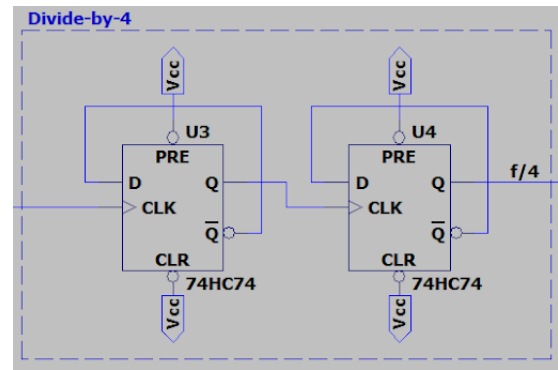 Divide-by-4
Vcc
Vcc
U3
U4
PRE
PRE
D
Q
D
Q
f/4
CLK
CLK
Q
Q
CLR
CLR
74HC74
74HC74
Vcc
Vcc